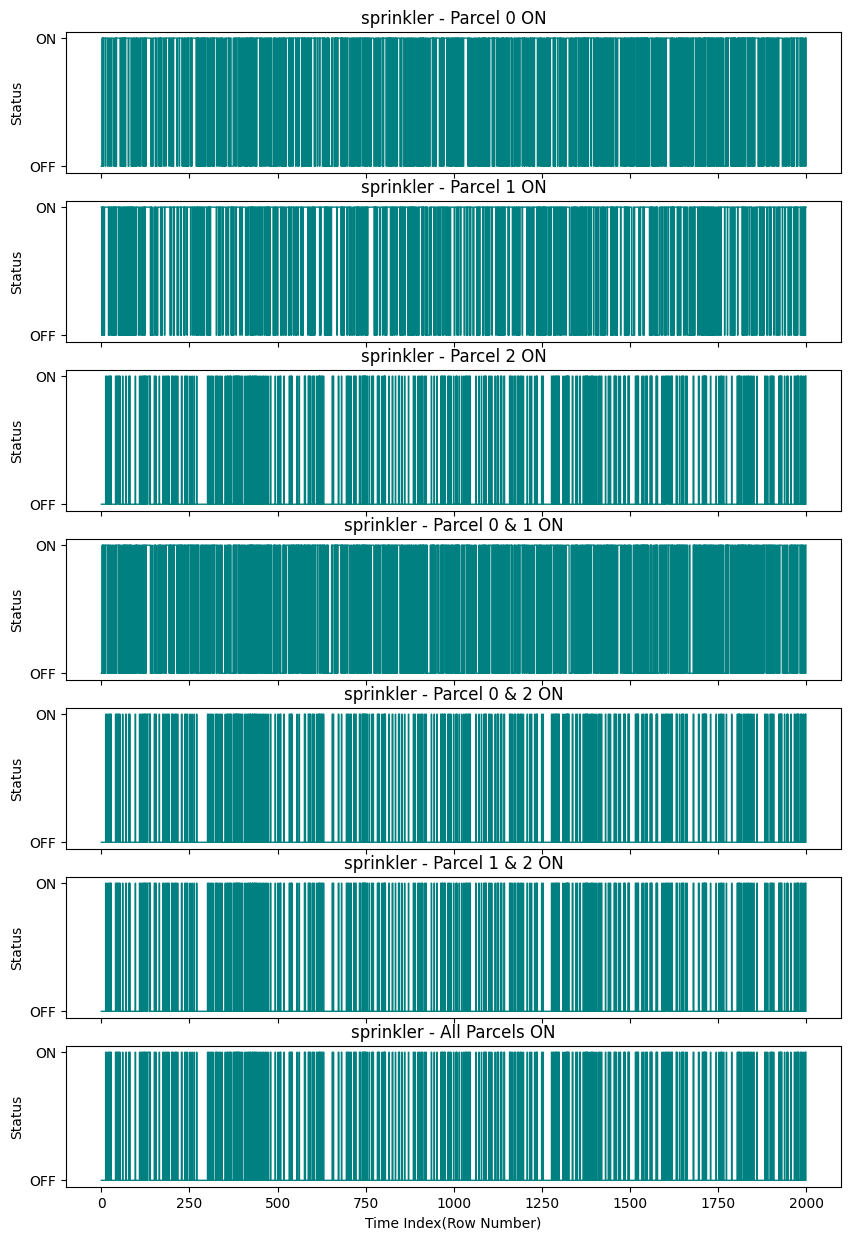 sprinkler - Parcel 0 ON
ON
Status
OFF
sprinkler - Parcel 1 ON
ON
Status
OFF
sprinkler - Parcel 2 ON
ON
Status
OFF
sprinkler - Parcel 0 & 1 ON
ON
Status
OFF
sprinkler - Parcel 0 & 2 ON
ON
Status
OFF
sprinkler - Parcel 1 & 2 ON
ON
Status
OFF
sprinkler - All Parcels ON
ON
Status
OFF
0 250 500 750 1000 1250 1500 1750 2000
Time Index(Row Number)